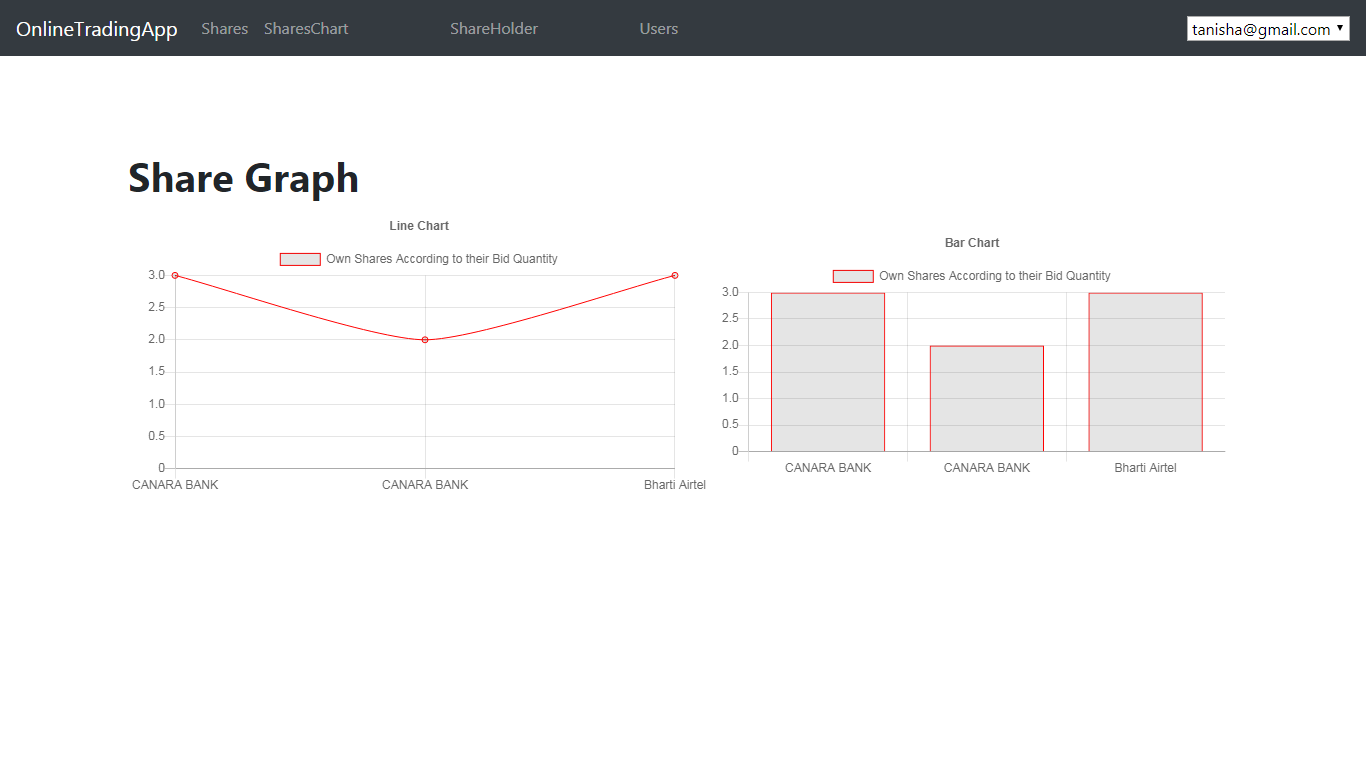 OnlineTradingApp Shares SharesChart ShareHolder Users tanisha@gmail.com
Share Graph
Line Chart
Own Shares According to their Bid Quantity
3.0
2.5
2.0
1.5
1.0
0.5
0
CANARA BANK CANARA BANK Bharti Airtel
Bar Chart
Own Shares According to their Bid Quantity
3.0
2.5
2.0
1.5
1.0
0.5
0
CANARA BANK CANARA BANK Bharti Airtel